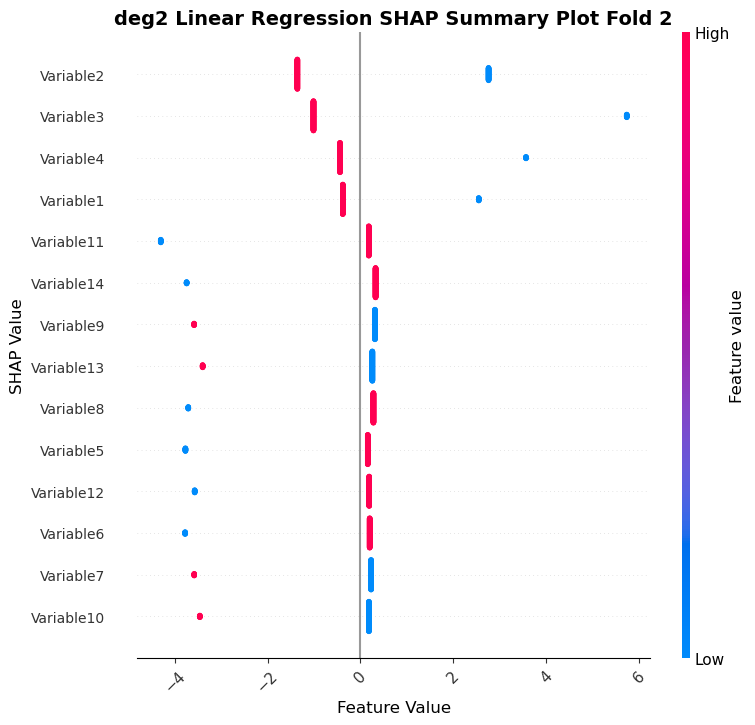 deg2 Linear Regression SHAP Summary Plot Fold 2
High
Variable2
Variable3
Variable4
Variable1
Variable11
Variable14
Variable9
Variable13
Variable8
Variable5
Variable12
Variable6
Variable7
Variable10
SHAP Value
Feature value
Low
−4
−2
0
2
4
6
Feature Value